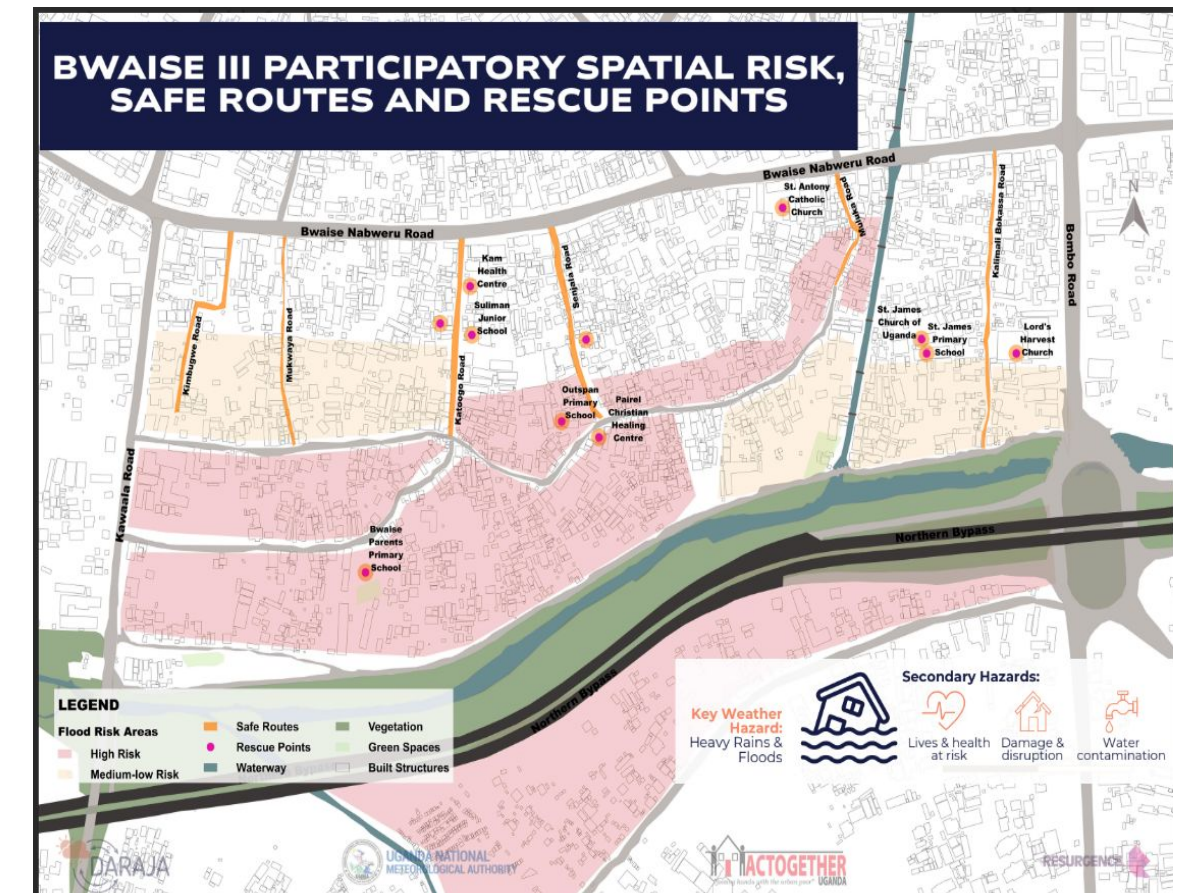 BWAISE III PARTICIPATORY SPATIAL RISK,
SAFE ROUTES AND RESCUE POINTS
Bwaise Nabweru Road
St. Antony
Catholic
Church
Muluka Road
Kalimali Bokassa Road
N
Bombo Road
Bwaise Nabweru Road
Kam
Health
Centre
Suliman
Junior
School
Senjala Road
Kimbugwe Road
Mukwaya Road
Katoogo Road
St. James
Church of
Uganda
St. James
Primary
School
Lord's
Harvest
Church
Outspan
Primary
School
Pairel
Christian
Healing
Centre
Kawaala Road
Bwaise
Parents
Primary
School
Northern Bypass
Northern Bypass
LEGEND
Flood Risk Areas
High Risk
Medium-low Risk
Safe Routes
Rescue Points
Waterway
Vegetation
Green Spaces
Built Structures
Key Weather
Hazard:
Heavy Rains &
Floods
Secondary Hazards:
Lives & health
at risk
Damage &
disruption
Water
contamination
DARAJA
UGANDA NATIONAL
METEOROLOGICAL AUTHORITY
ACTOGETHER
UGANDA
RESURGENCE